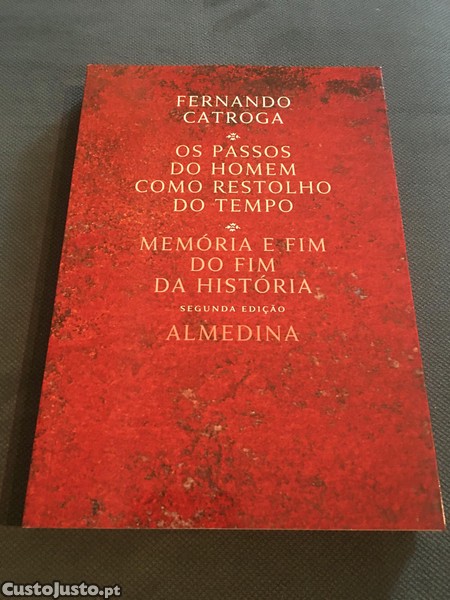 FERNANDO
CATROGA
OS PASSOS
DO HOMEM
COMO RESTOLHO
DO TEMPO
MEMÓRIA E FIM
DO FIM
DA HISTÓRIA
SEGUNDA EDIÇÃO
ALMEDINA
CustoJusto.pt